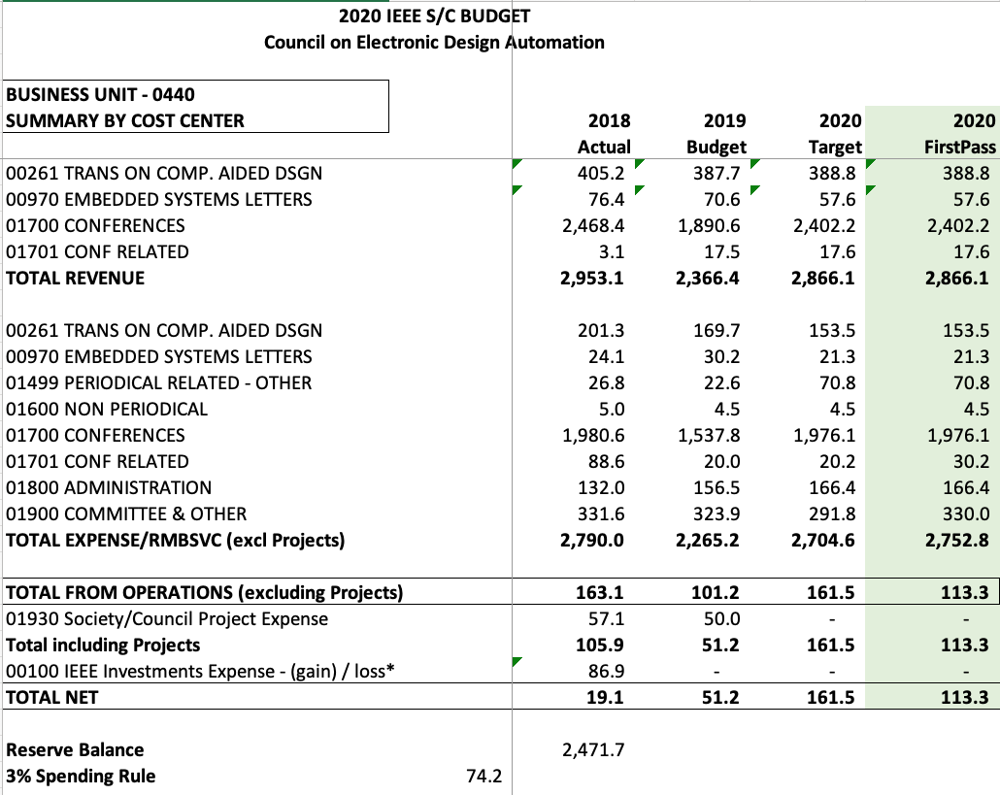 2020 IEEE S/C BUDGET
Council on Electronic Design Automation
BUSINESS UNIT - 0440
SUMMARY BY COST CENTER 2018 2019 2020 2020
Actual Budget Target FirstPass
00261 TRANS ON COMP. AIDED DSGN 405.2 387.7 388.8 388.8
00970 EMBEDDED SYSTEMS LETTERS 76.4 70.6 57.6 57.6
01700 CONFERENCES 2,468.4 1,890.6 2,402.2 2,402.2
01701 CONF RELATED 3.1 17.5 17.6 17.6
TOTAL REVENUE 2,953.1 2,366.4 2,866.1 2,866.1
00261 TRANS ON COMP. AIDED DSGN 201.3 169.7 153.5 153.5
00970 EMBEDDED SYSTEMS LETTERS 24.1 30.2 21.3 21.3
01499 PERIODICAL RELATED - OTHER 26.8 22.6 70.8 70.8
01600 NON PERIODICAL 5.0 4.5 4.5 4.5
01700 CONFERENCES 1,980.6 1,537.8 1,976.1 1,976.1
01701 CONF RELATED 88.6 20.0 20.2 30.2
01800 ADMINISTRATION 132.0 156.5 166.4 166.4
01900 COMMITTEE & OTHER 331.6 323.9 291.8 330.0
TOTAL EXPENSE/RMBSVC (excl Projects) 2,790.0 2,265.2 2,704.6 2,752.8
TOTAL FROM OPERATIONS (excluding Projects) 163.1 101.2 161.5 113.3
01930 Society/Council Project Expense 57.1 50.0 - -
Total including Projects 105.9 51.2 161.5 113.3
00100 IEEE Investments Expense - (gain) / loss* 86.9 - - -
TOTAL NET 19.1 51.2 161.5 113.3
Reserve Balance 2,471.7
3% Spending Rule 74.2